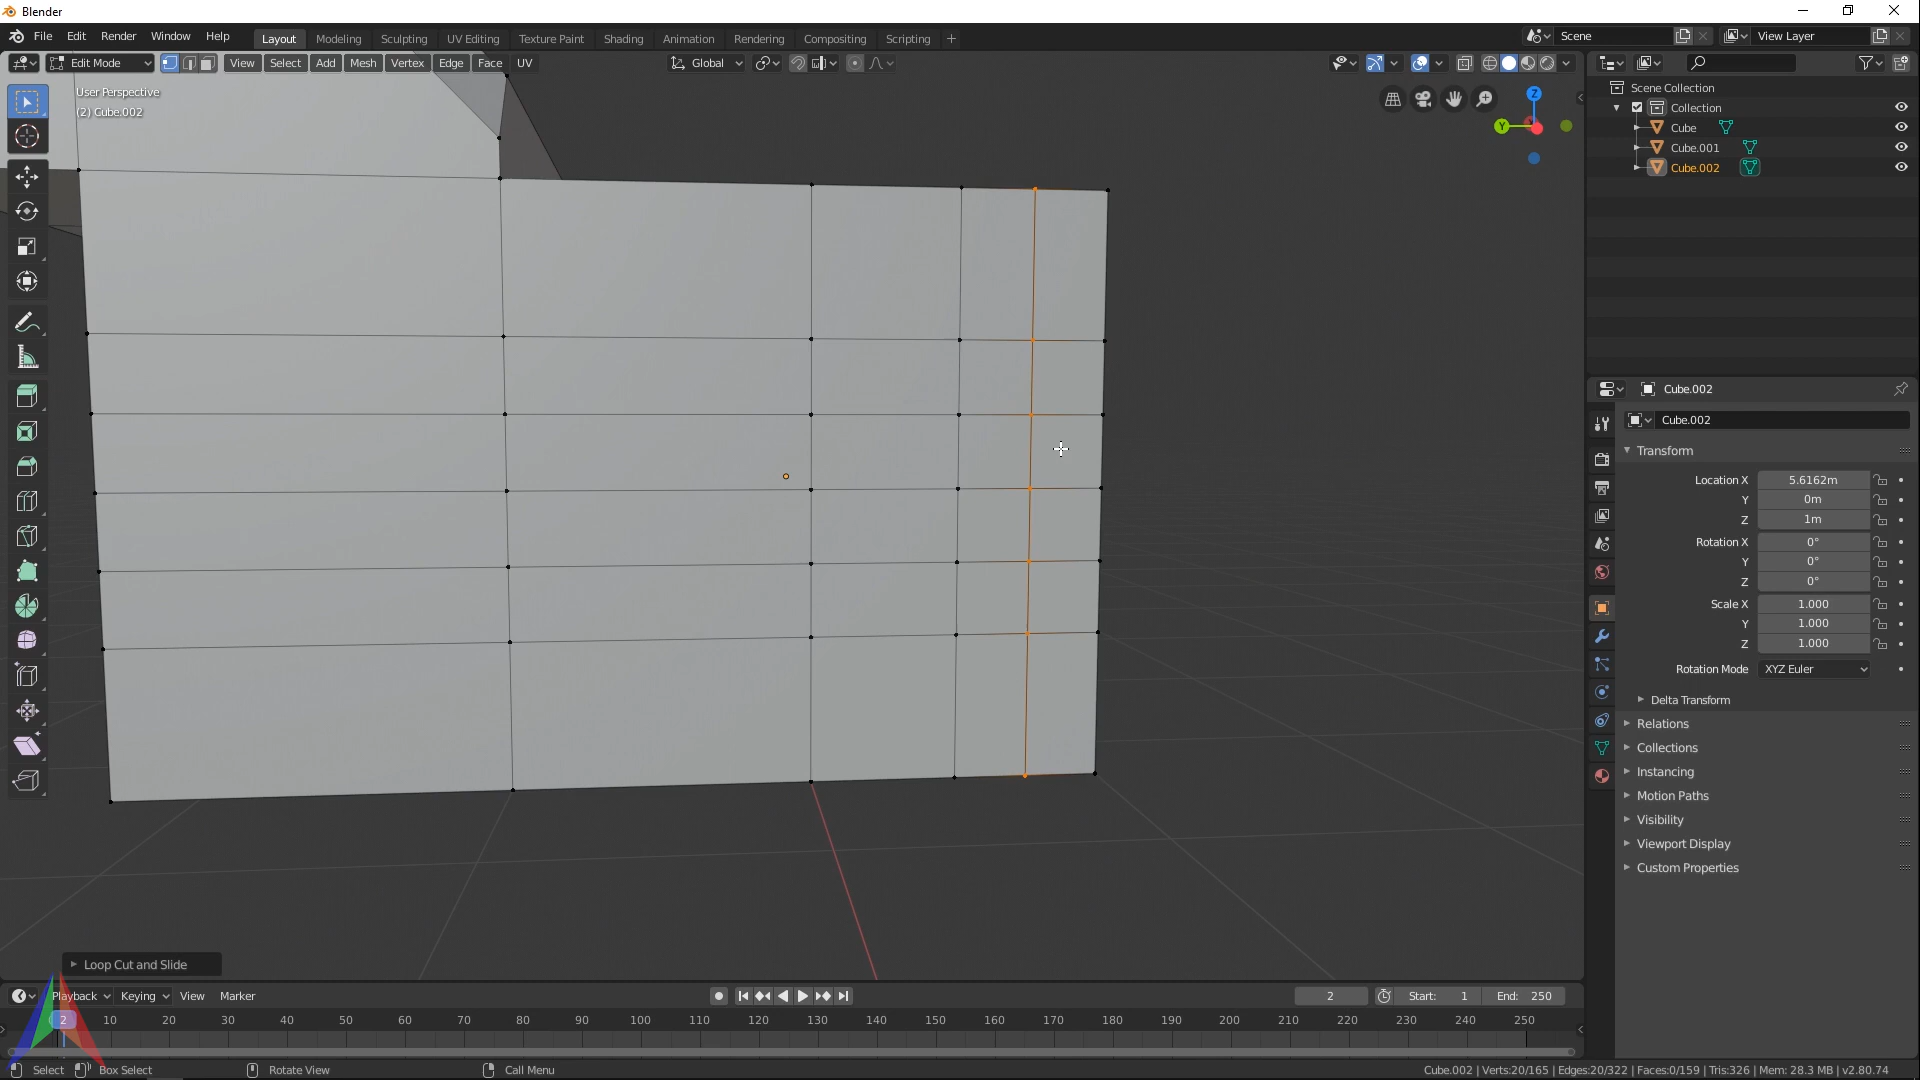 Blender
File Edit Render Window Help
Layout Modeling Sculpting UV Editing Texture Paint Shading Animation Rendering Compositing Scripting +
Scene
View Layer
Edit Mode
View Select Add Mesh Vertex Edge Face UV
Global
User Perspective
(2) Cube.002
Z
Y
Scene Collection
Collection
Cube
Cube.001
Cube.002
Cube.002
Cube.002
Transform
Location X 5.6162m
Y 0m
Z 1m
Rotation X 0°
Y 0°
Z 0°
Scale X 1.000
Y 1.000
Z 1.000
Rotation Mode XYZ Euler
Delta Transform
Relations
Collections
Instancing
Motion Paths
Visibility
Viewport Display
Custom Properties
Loop Cut and Slide
Playback Keying View Marker
2
Start: 1
End: 250
2 10 20 30 40 50 60 70 80 90 100 110 120 130 140 150 160 170 180 190 200 210 220 230 240 250
Select Box Select Rotate View Call Menu
Cube.002 | Verts:20/165 | Edges:20/322 | Faces:0/159 | Tris:326 | Mem: 28.3 MB | v2.80.74